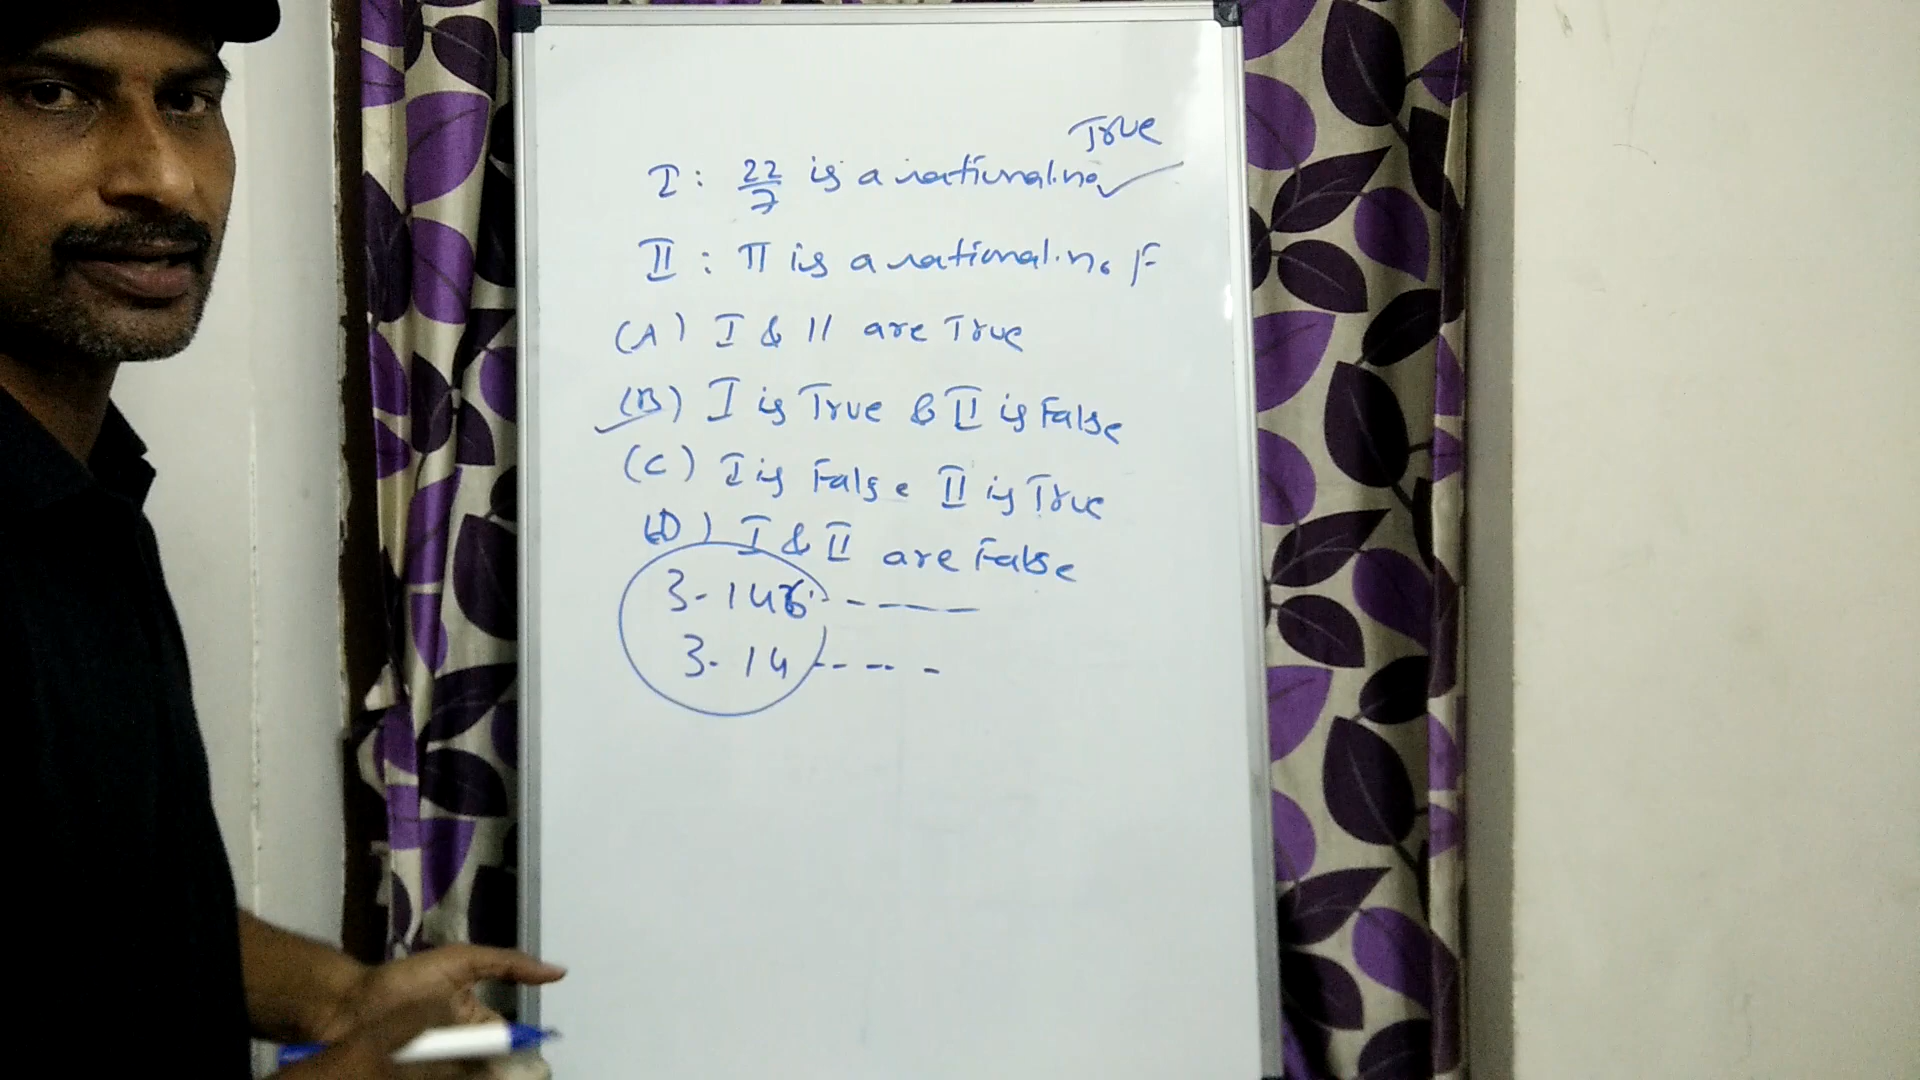 True
I : 22/7 is a rational.no ✓
II : π is a rational.no F
(A) I & II are True
(B) I is True & II is False
(C) I is False II is True
(D) I & II are False
3.14 - - - -
3.14 - - - -